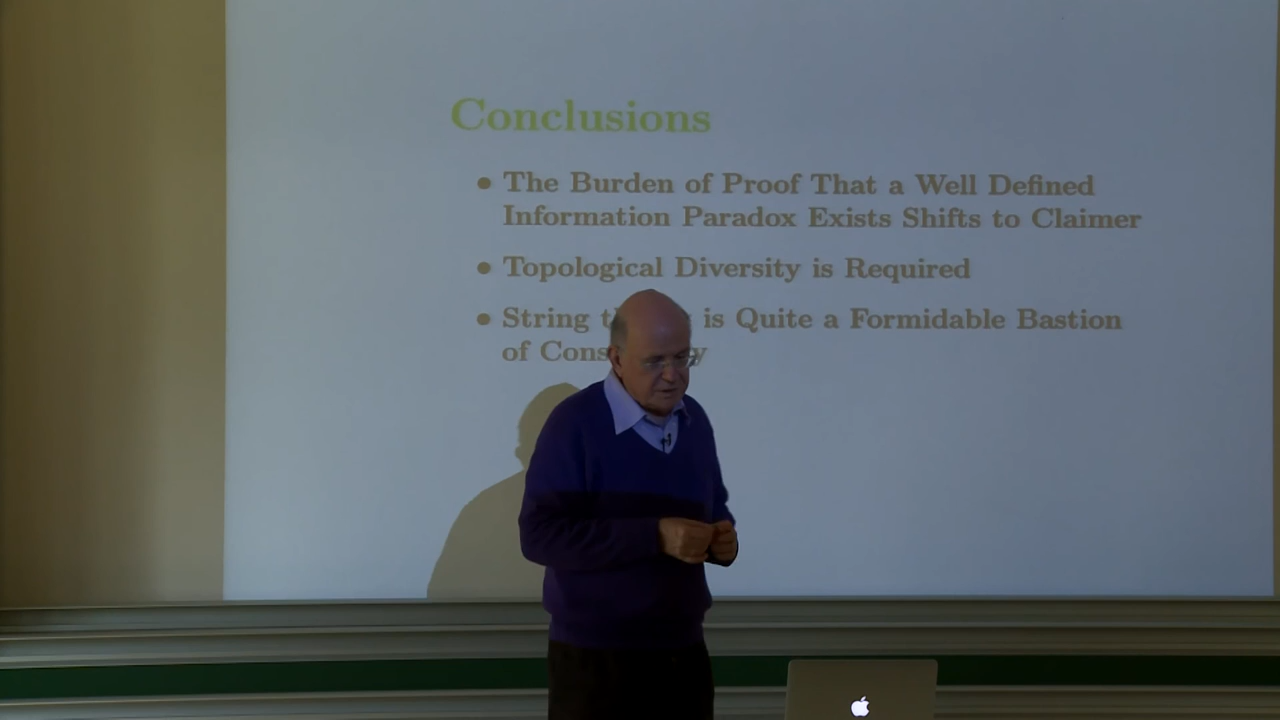 Conclusions
• The Burden of Proof That a Well Defined
Information Paradox Exists Shifts to Claimer
• Topological Diversity is Required
• String is Quite a Formidable Bastion
of